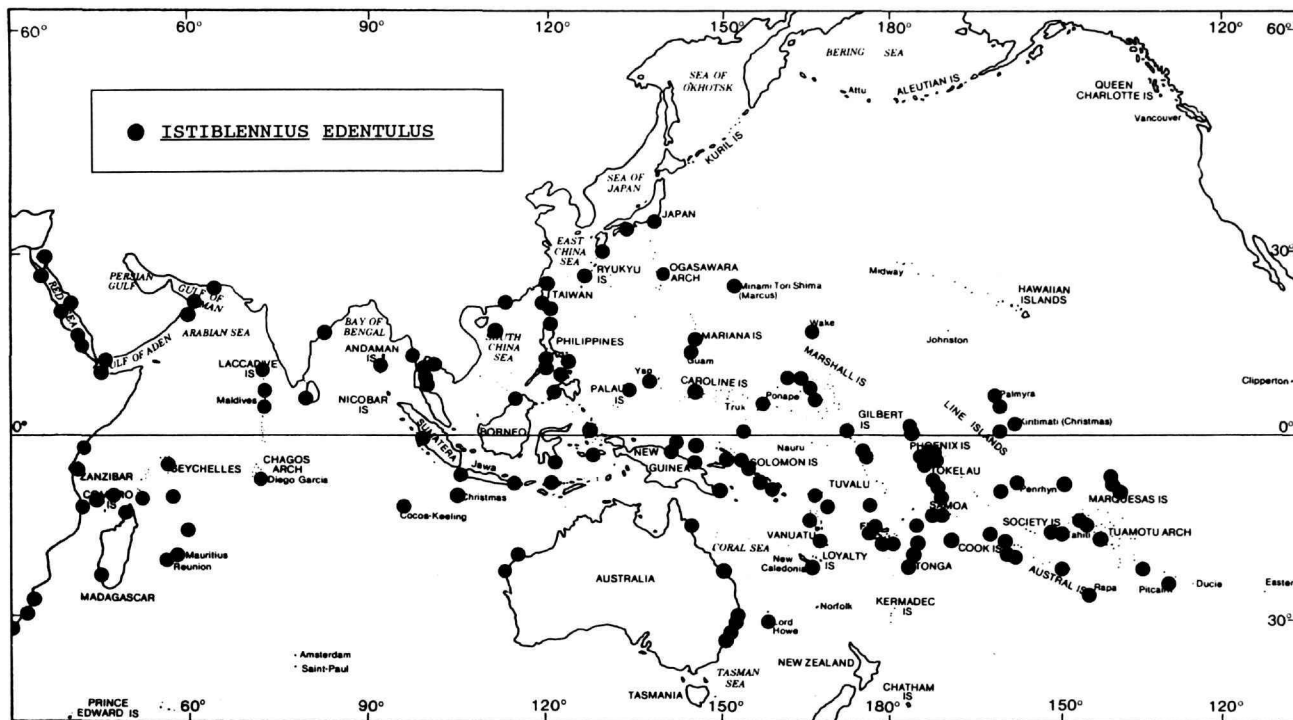 60° 90° 120° 150° 180° 150° 120°
60° 60°
ISTIBLENNIUS EDENTULUS
BERING SEA
SEA OF
OKHOTSK
Attu
ALEUTIAN IS
QUEEN
CHARLOTTE IS
Vancouver
KURIL IS
SEA OF
JAPAN
JAPAN
EAST
CHINA
SEA
30°
RYUKYU
IS
OGASAWARA
ARCH
Minami Tori Shima
(Marcus)
Midway
HAWAIIAN
ISLANDS
PERSIAN
GULF
GULF OF
OMAN
RED SEA
ARABIAN SEA
GULF OF ADEN
BAY OF
BENGAL
TAIWAN
SOUTH
CHINA
SEA
PHILIPPINES
MARIANA IS
Guam
Wake
Johnston
LACCADIVE
IS
Maldives
ANDAMAN
IS
NICOBAR
IS
Yap
PALAU
IS
CAROLINE IS
Truk
Ponape
MARSHALL IS
Palmyra
Kiritimati (Christmas)
Clipperton
0° 0°
SUMATERA
BORNEO
GILBERT
IS
LINE ISLANDS
Nauru
PHOENIX IS
NEW
GUINEA
SOLOMON IS
TOKELAU
ZANZIBAR
SEYCHELLES
CHAGOS
ARCH
Diego Garcia
Jawa
Christmas
Cocos-Keeling
COMORO
IS
TUVALU
SAMOA
Penrhyn
MARQUESAS IS
VANUATU
CORAL SEA
SOCIETY IS
Tahiti
TUAMOTU ARCH
Mauritius
Reunion
MADAGASCAR
AUSTRALIA
New
Caledonia
LOYALTY
IS
TONGA
COOK IS
AUSTRAL IS
Rapa
Pitcairn
Ducie
Easter
Norfolk
KERMADEC
IS
30°
Lord
Howe
Amsterdam
Saint-Paul
TASMAN
SEA
NEW ZEALAND
TASMANIA
CHATHAM
IS
PRINCE
EDWARD IS
60° 90° 120° 150° 180° 150° 120°